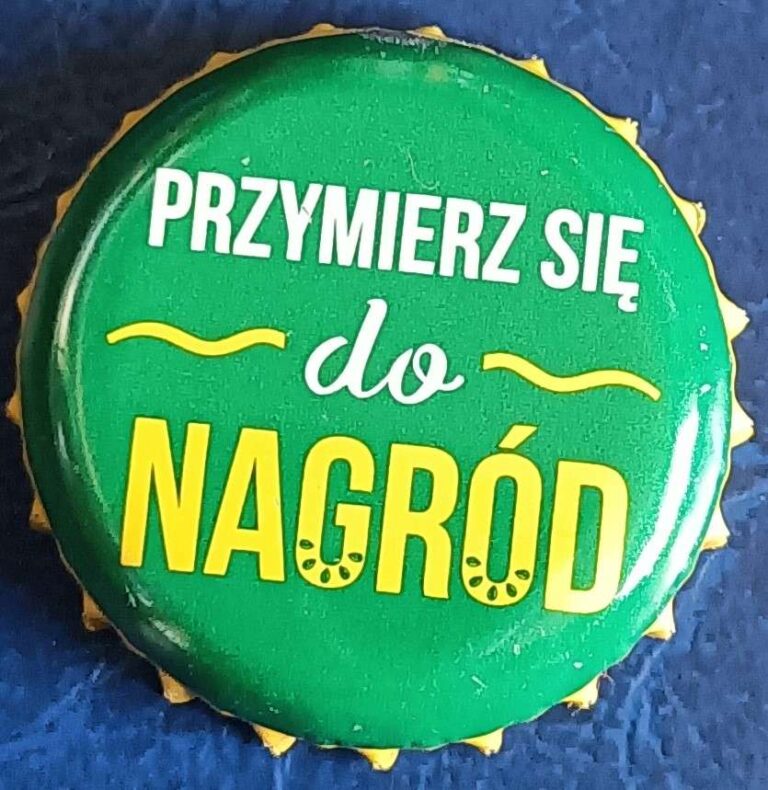 PRZYMIERZ SIĘ
do
NAGRÓD